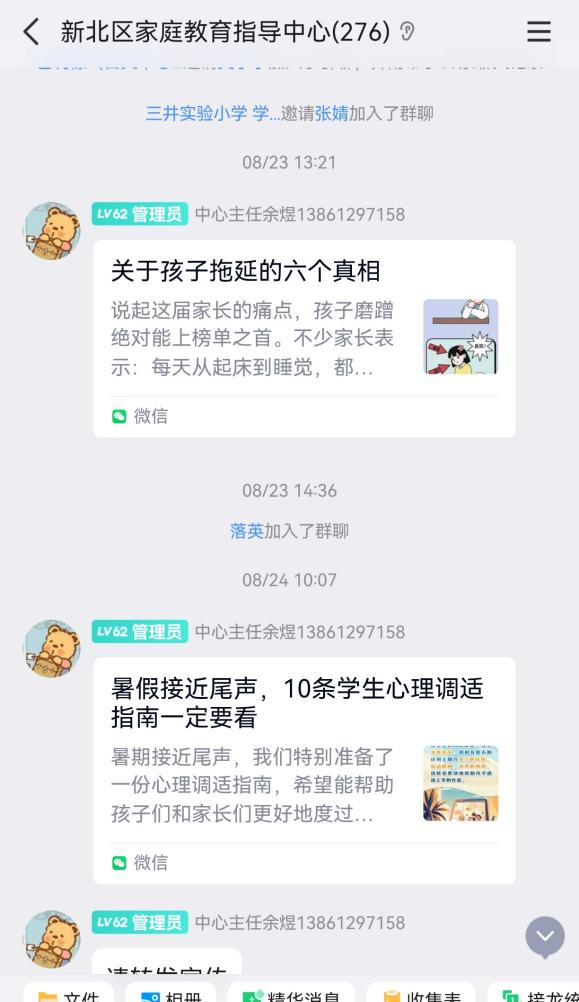 新北区家庭教育指导中心(276)
三井实验小学 学...邀请张婧加入了群聊
08/23 13:21
LV62 管理员 中心主任余煜13861297158
关于孩子拖延的六个真相
说起这届家长的痛点，孩子磨蹭
绝对能上榜单之首。不少家长表
示：每天从起床到睡觉，都...
微信
08/23 14:36
落英加入了群聊
08/24 10:07
LV62 管理员 中心主任余煜13861297158
暑假接近尾声，10条学生心理调适
指南一定要看
暑期接近尾声，我们特别准备了
一份心理调适指南，希望能帮助
孩子们和家长们更好地度过...
微信
LV62 管理员 中心主任余煜13861297158
请转发宣传
文件 相册 精华消息 收集表 接龙统